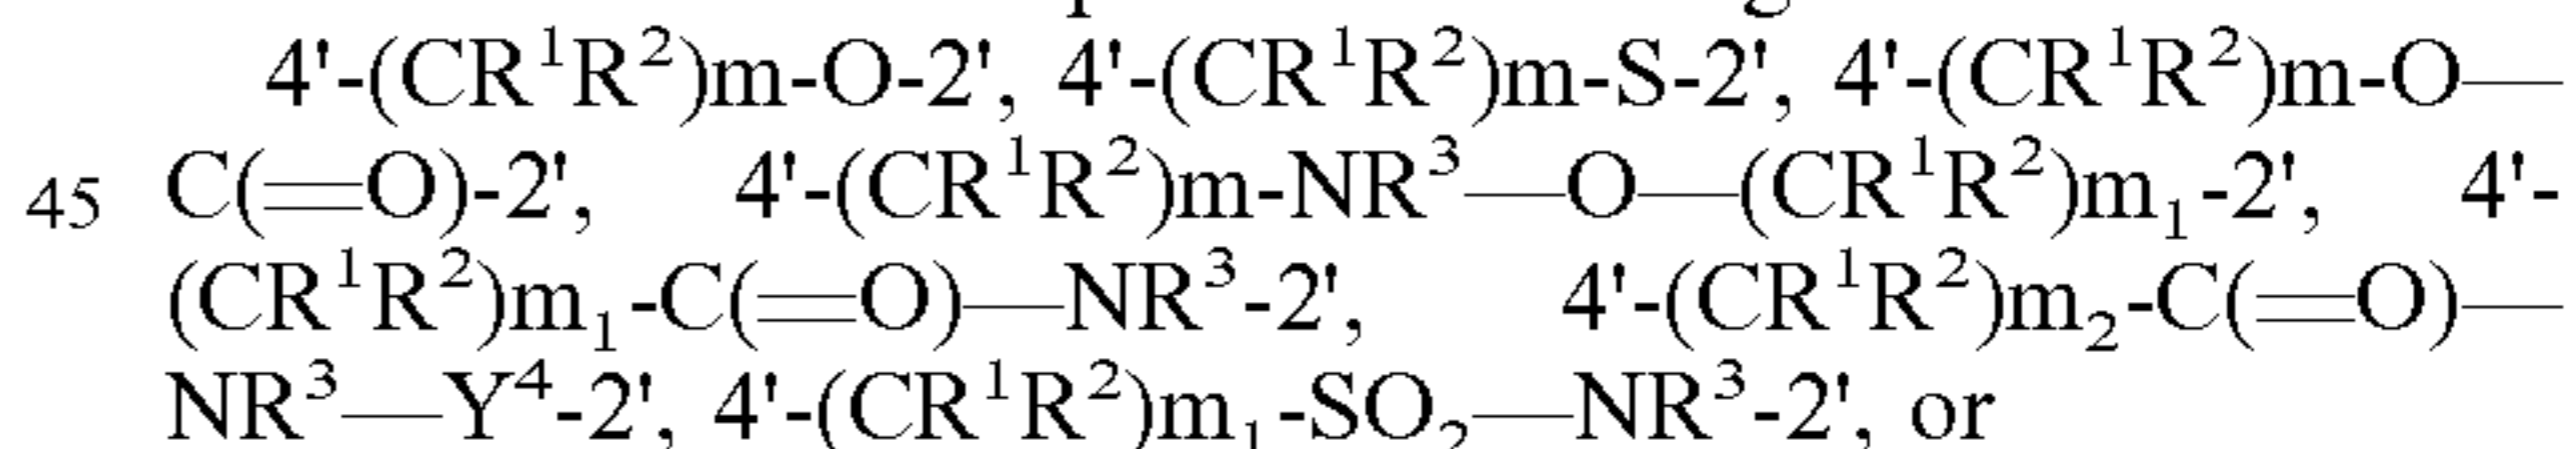 4'-(CR¹R²)m-O-2', 4'-(CR¹R²)m-S-2', 4'-(CR¹R²)m-O—
45 C(=O)-2', 4'-(CR¹R²)m-NR³—O—(CR¹R²)m₁-2', 4'-
(CR¹R²)m₁-C(=O)—NR³-2', 4'-(CR¹R²)m₂-C(=O)—
NR³—Y⁴-2', 4'-(CR¹R²)m₁-SO₂—NR³-2', or